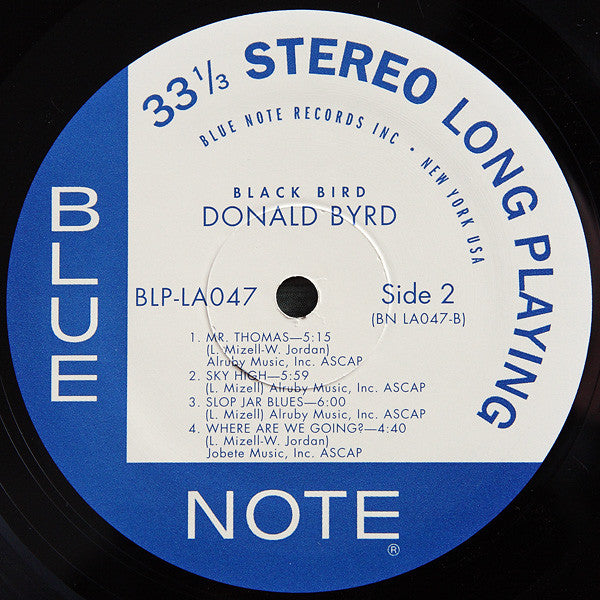 33⅓ STEREO LONG PLAYING
BLUE NOTE RECORDS INC • NEW YORK USA
BLACK BIRD
DONALD BYRD
BLP-LA047
Side 2
(BN LA047-B)
1. MR. THOMAS—5:15
(L. Mizell-W. Jordan)
Alruby Music, Inc. ASCAP
2. SKY HIGH—5:59
(L. Mizell) Alruby Music, Inc. ASCAP
3. SLOP JAR BLUES—6:00
(L. Mizell) Alruby Music, Inc. ASCAP
4. WHERE ARE WE GOING?—4:40
(L. Mizell-W. Jordan)
Jobete Music, Inc. ASCAP
BLUE
NOTE®